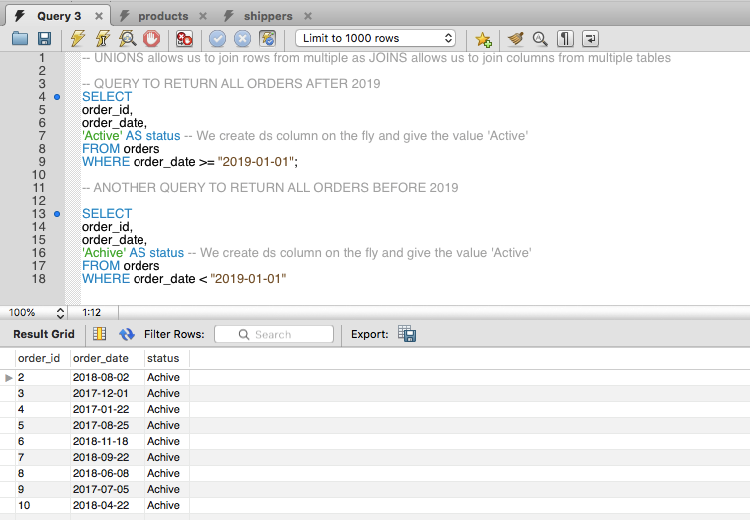 Query 3 products shippers
Limit to 1000 rows
1 -- UNIONS allows us to join rows from multiple as JOINS allows us to join columns from multiple tables
2
3 -- QUERY TO RETURN ALL ORDERS AFTER 2019
4 SELECT
5 order_id,
6 order_date,
7 'Active' AS status -- We create ds column on the fly and give the value 'Active'
8 FROM orders
9 WHERE order_date >= "2019-01-01";
10
11 -- ANOTHER QUERY TO RETURN ALL ORDERS BEFORE 2019
12
13 SELECT
14 order_id,
15 order_date,
16 'Achive' AS status -- We create ds column on the fly and give the value 'Active'
17 FROM orders
18 WHERE order_date < "2019-01-01"
100% 1:12
Result Grid Filter Rows: Search Export:
order_id order_date status
2 2018-08-02 Achive
3 2017-12-01 Achive
4 2017-01-22 Achive
5 2017-08-25 Achive
6 2018-11-18 Achive
7 2018-09-22 Achive
8 2018-06-08 Achive
9 2017-07-05 Achive
10 2018-04-22 Achive